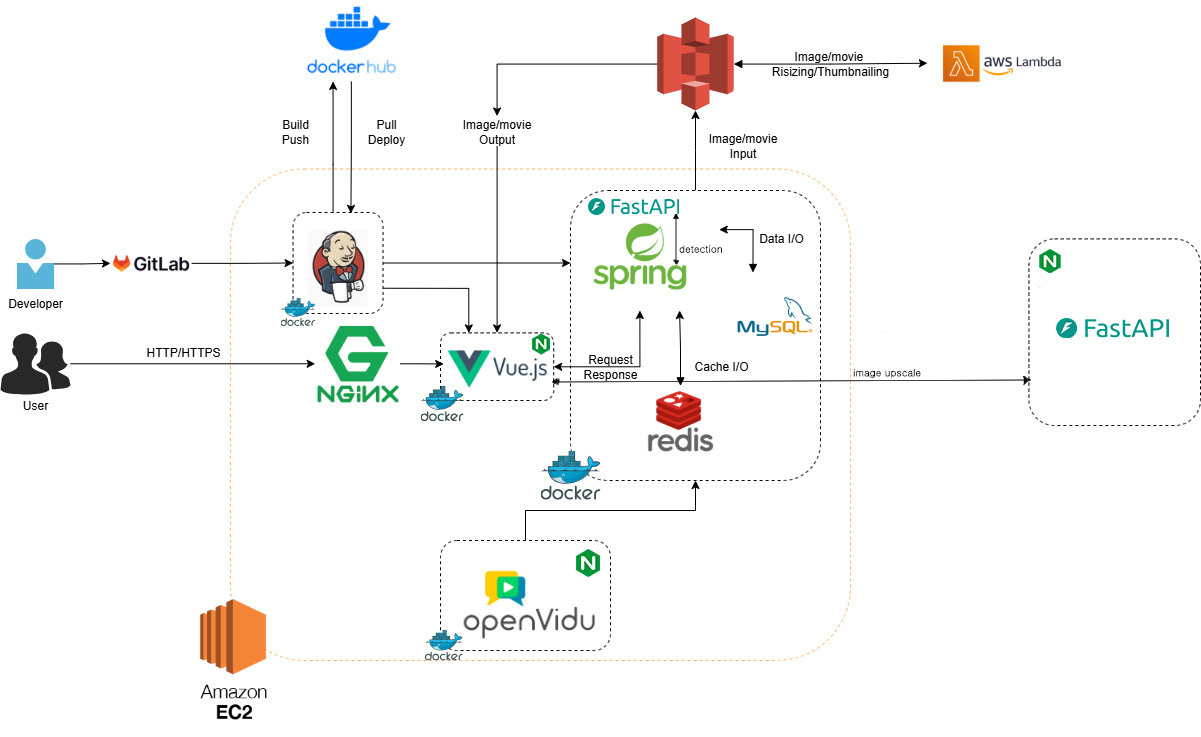 docker hub
Image/movie
Risizing/Thumbnailing
aws Lambda
Build
Push
Pull
Deploy
Image/movie
Output
Image/movie
Input
FastAPI
detection
Data I/O
spring
GitLab
Developer
docker
MySQL
FastAPI
HTTP/HTTPS
User
NGiNX
Vue.js
docker
Request
Response
Cache I/O
image upscale
redis
docker
openVidu
docker
Amazon
EC2